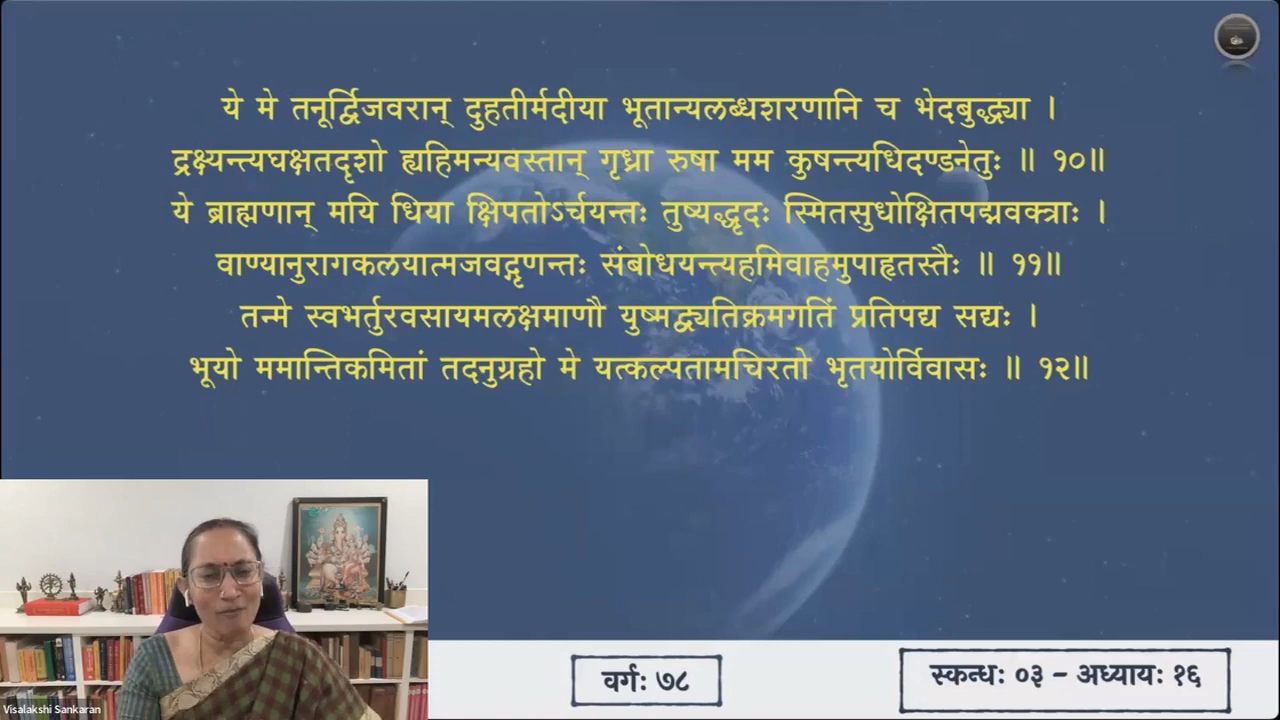 ये मे तनूर्द्विजवरान् दुहतीर्मदीया भूतान्यलब्धशरणानि च भेदबुद्ध्या ।
द्रक्ष्यन्त्यघक्षतदृशो ह्यहिमन्यवस्तान् गृध्रा रुषा मम कुषन्त्यधिदण्डनेतुः ॥ १०॥
ये ब्राह्मणान् मयि धिया क्षिपतोऽर्चयन्तः तुष्यद्धृदः स्मितसुधोक्षितपद्मवक्त्राः ।
वाण्यानुरागकलयात्मजवद्गृणन्तः संबोधयन्त्यहमिवाहमुपाहृतस्तैः ॥ ११॥
तन्मे स्वभर्तुरवसायमलक्षमाणौ युष्मद्व्यतिक्रमगतिं प्रतिपद्य सद्यः ।
भूयो ममान्तिकमितां तदनुग्रहो मे यत्कल्पतामचिरतो भृतयोर्विवासः ॥ १२॥
वर्गः ७८
स्कन्धः ०३ - अध्यायः १६
Visalakshi Sankaran